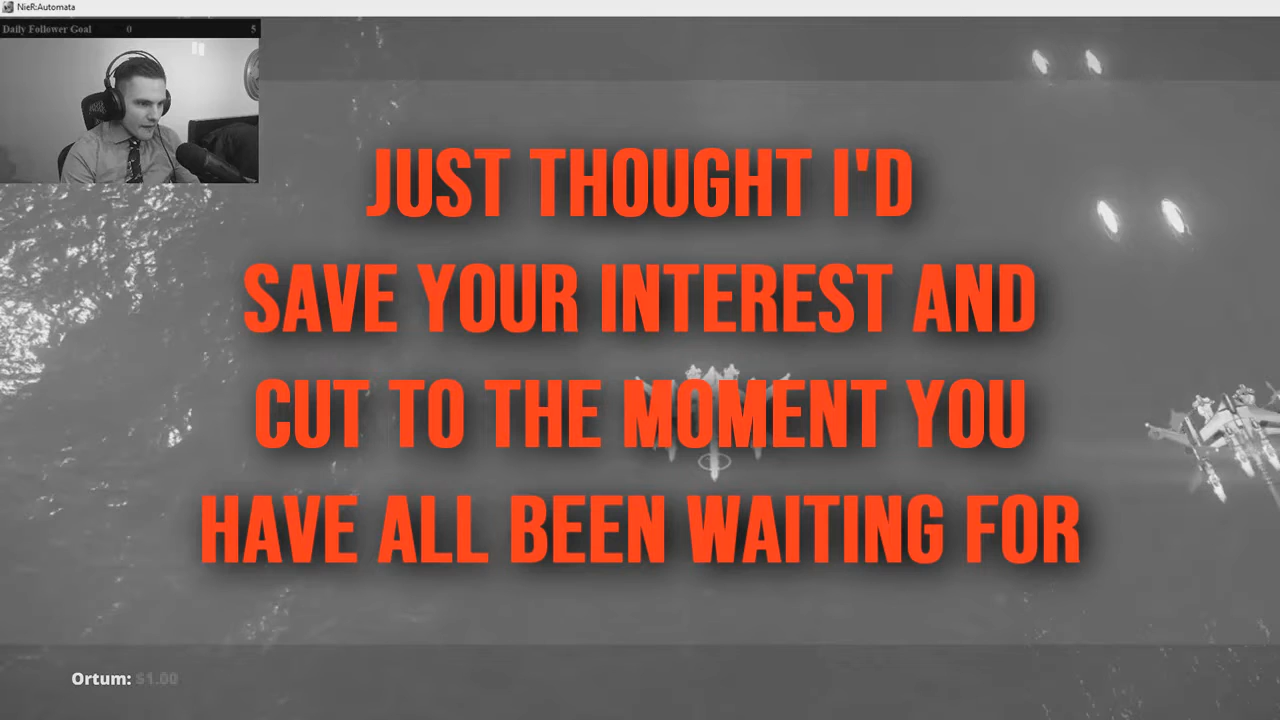 NieR:Automata
Daily Follower Goal 0 5
JUST THOUGHT I'D
SAVE YOUR INTEREST AND
CUT TO THE MOMENT YOU
HAVE ALL BEEN WAITING FOR
Ortum: $1.00